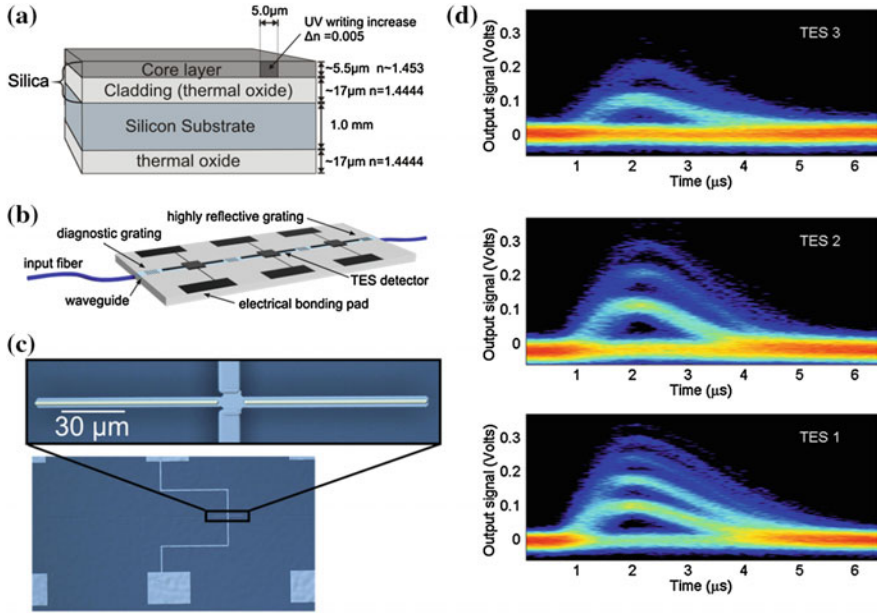 (a)
5.0μm
UV writing increase
Δn =0.005
Silica
Core layer
~5.5μm n~1.453
Cladding (thermal oxide)
~17μm n=1.4444
Silicon Substrate
1.0 mm
thermal oxide
~17μm n=1.4444
(b)
highly reflective grating
diagnostic grating
input fiber
waveguide
TES detector
electrical bonding pad
(c)
30 μm
(d)
TES 3
Output signal (Volts)
0.3
0.2
0.1
0
1 2 3 4 5 6
Time (μs)
TES 2
Output signal (Volts)
0.3
0.2
0.1
0
1 2 3 4 5 6
Time (μs)
TES 1
Output signal (Volts)
0.3
0.2
0.1
0
1 2 3 4 5 6
Time (μs)